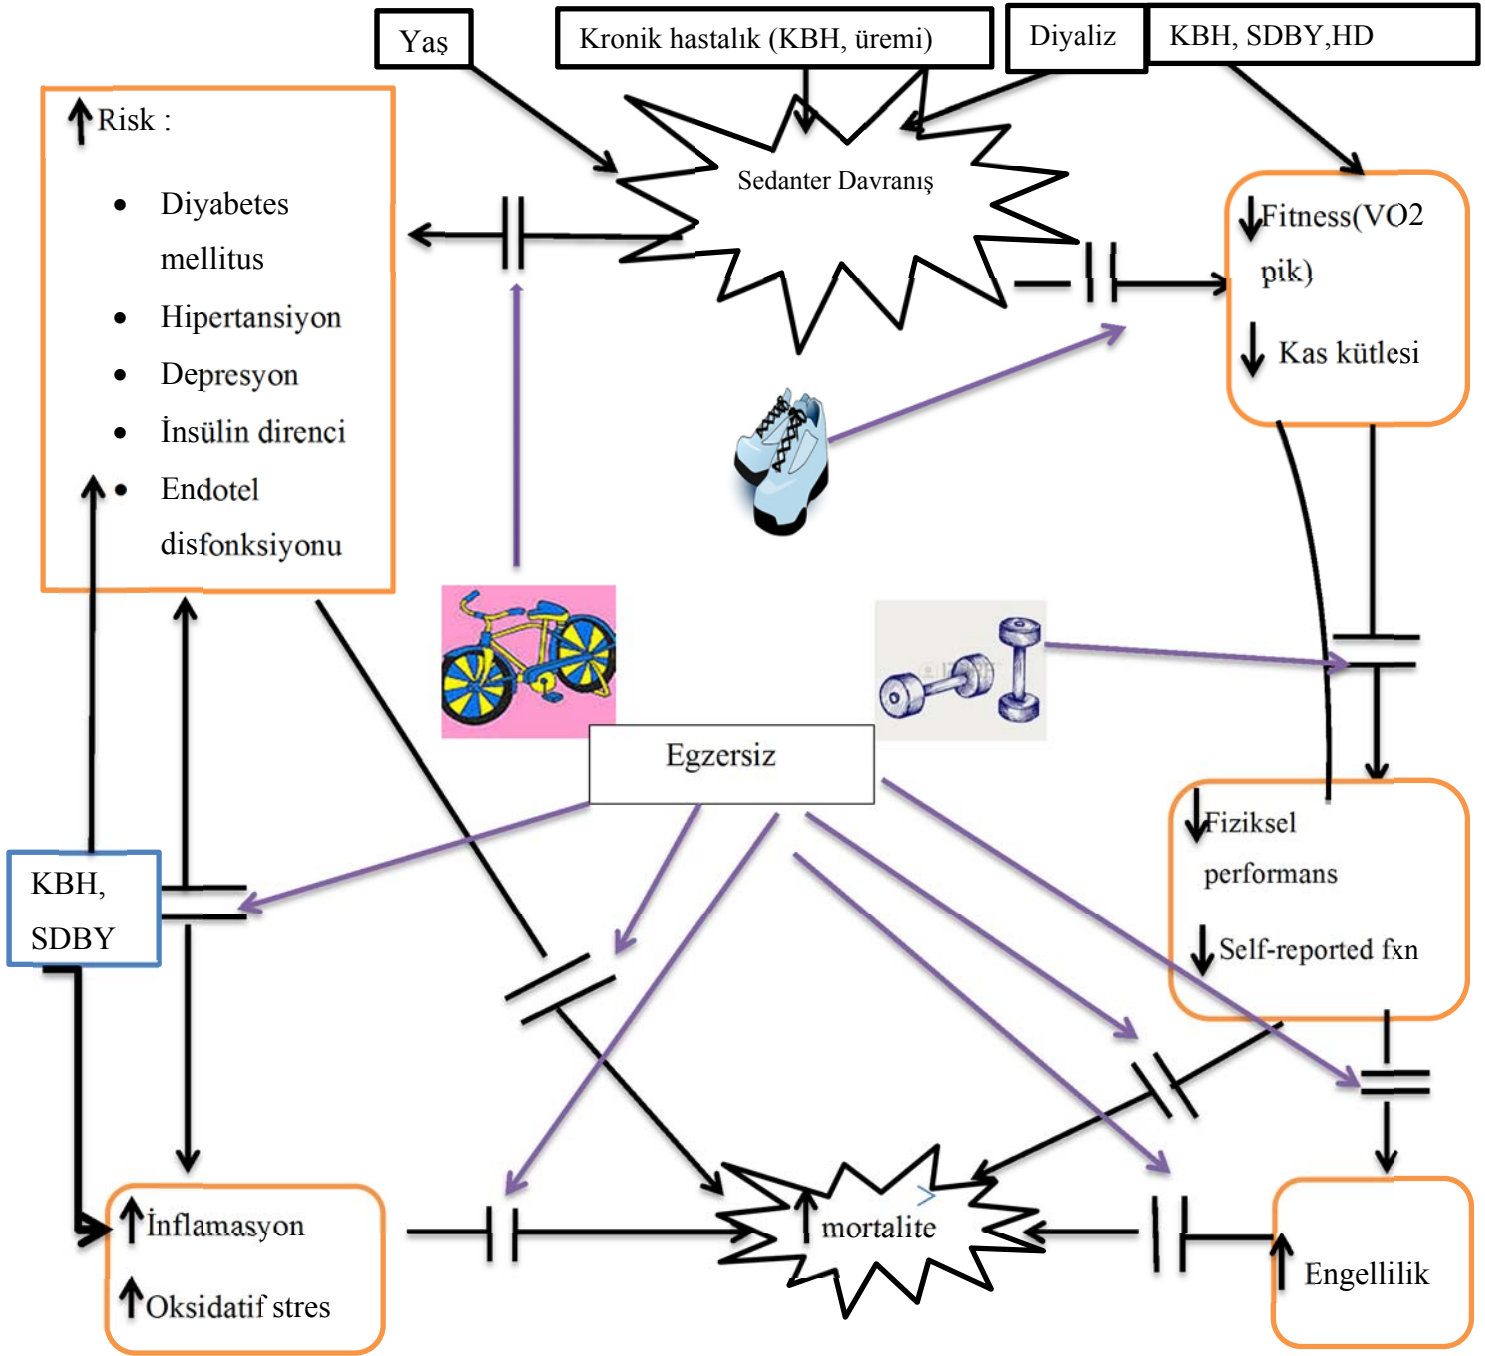 Yaş
Kronik hastalık (KBH, üremi)
Diyaliz
KBH, SDBY,HD
Risk :
Diyabetes
mellitus
Hipertansiyon
Depresyon
İnsülin direnci
Endotel
disfonksiyonu
Sedanter Davranış
Fitness(VO2
pik)
Kas kütlesi
Egzersiz
Fiziksel
performans
Self-reported fxn
KBH,
SDBY
İnflamasyon
Oksidatif stres
mortalite
Engellilik